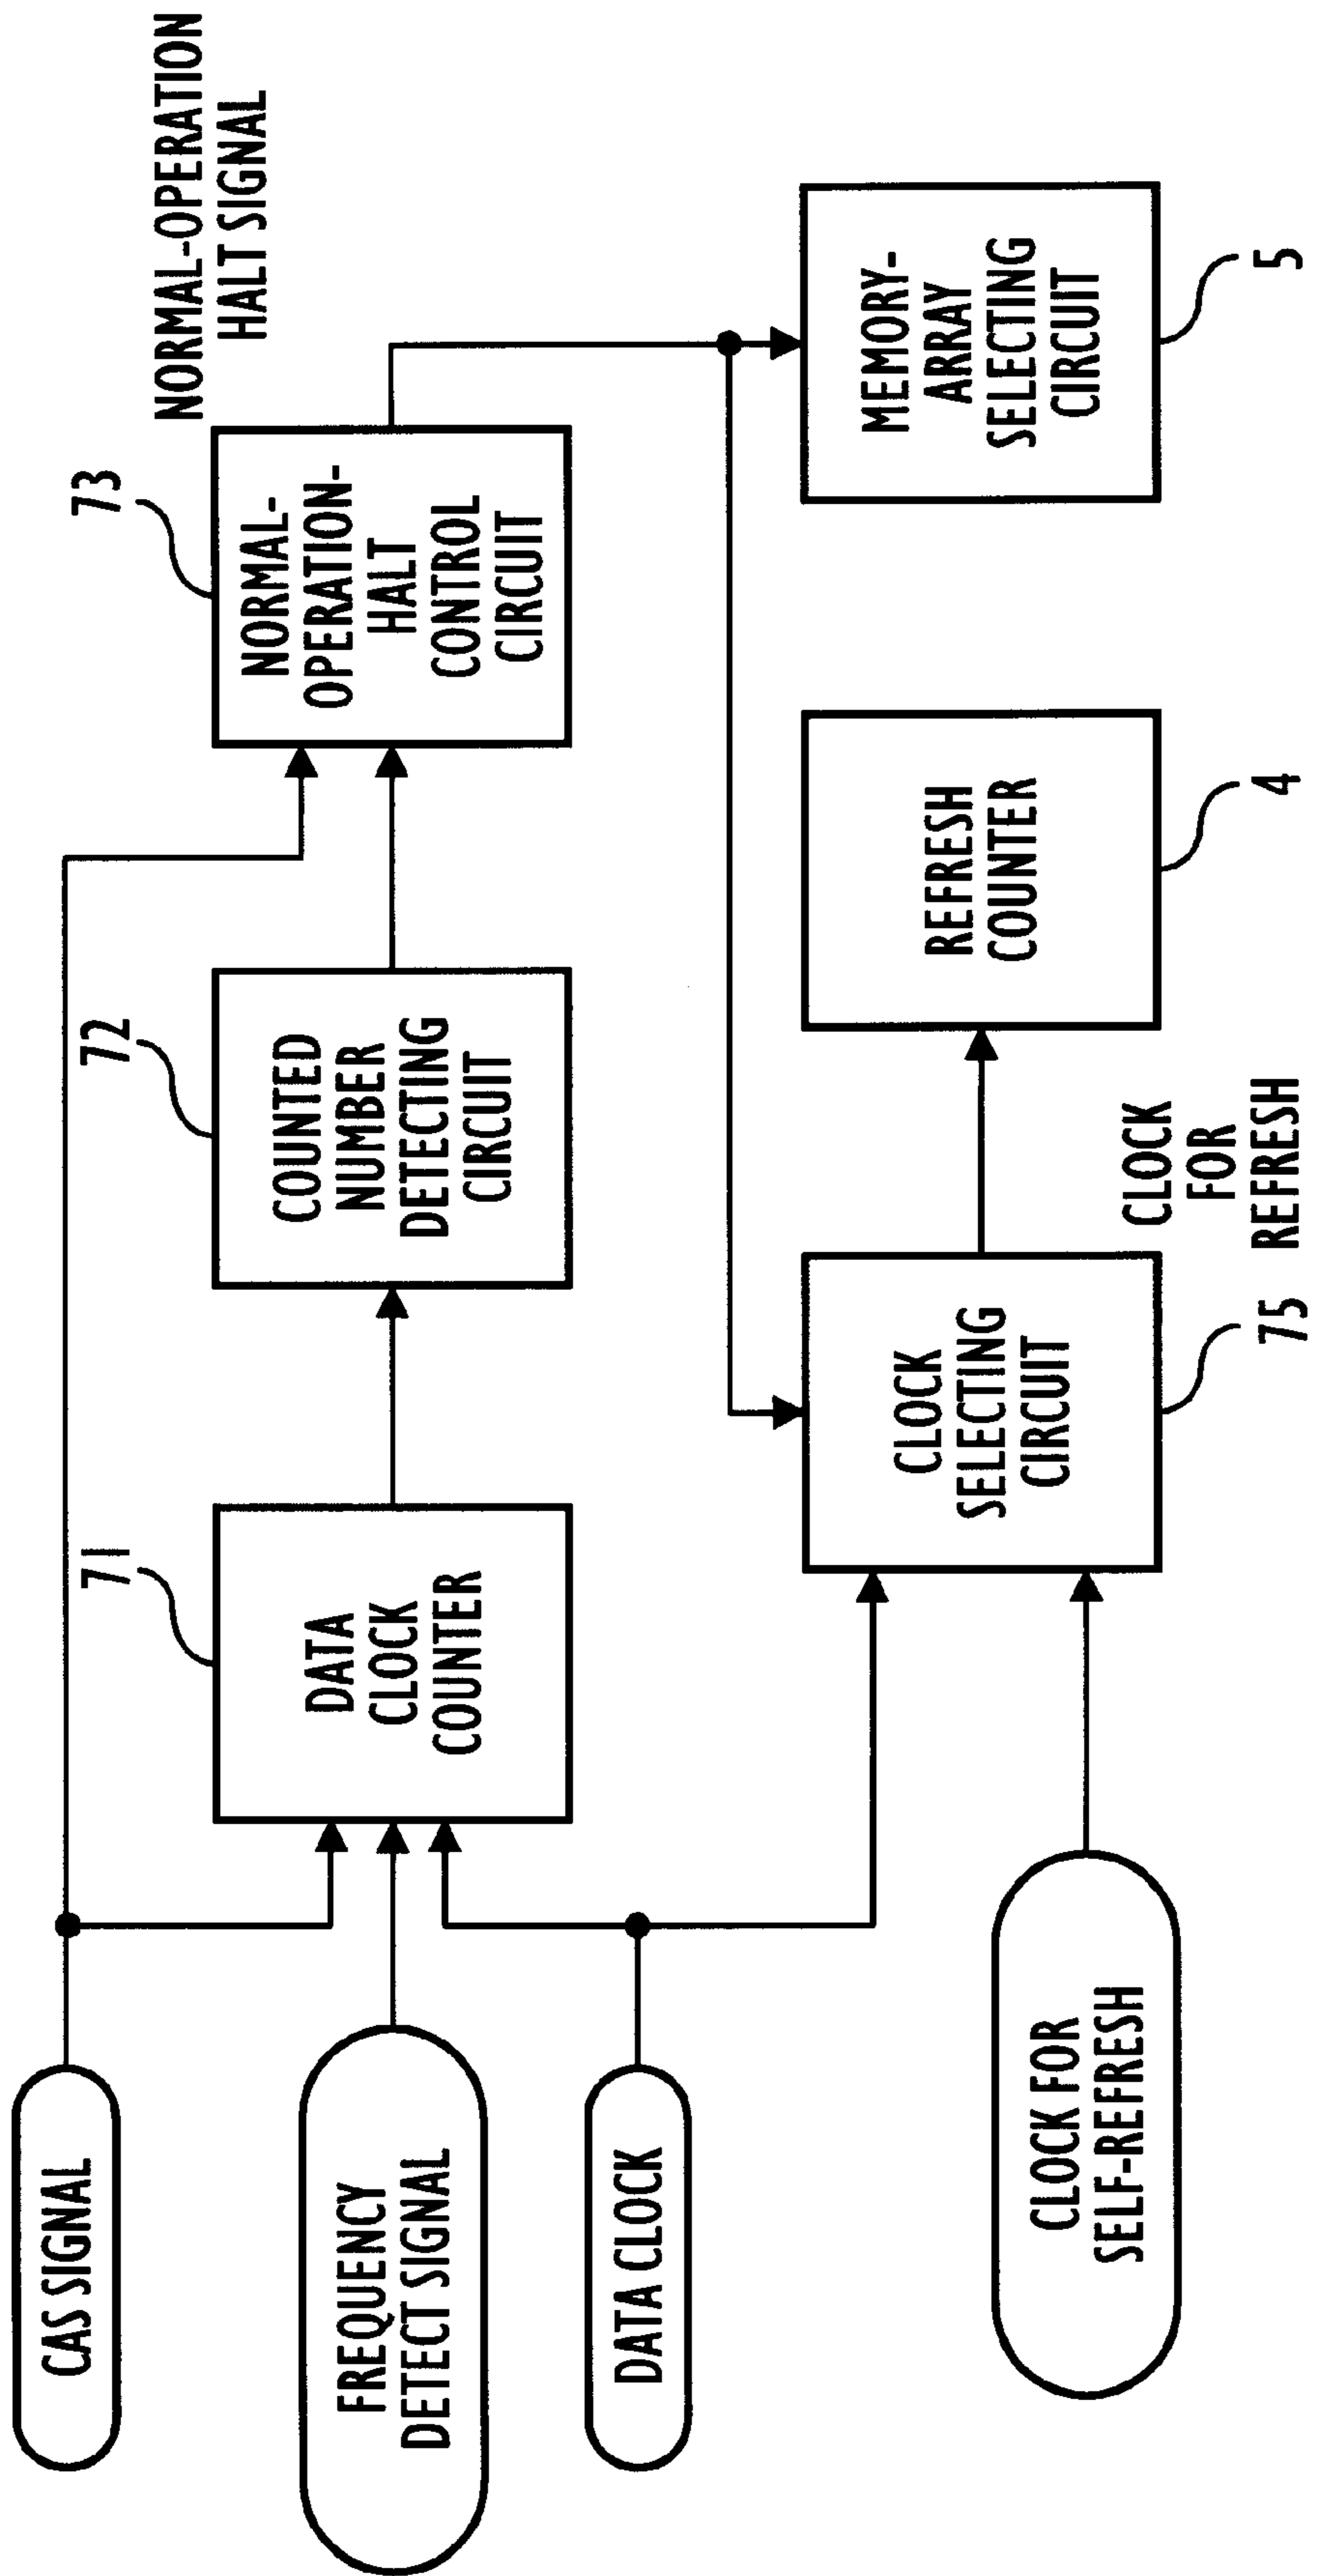 CAS SIGNAL
FREQUENCY
DETECT SIGNAL
DATA CLOCK
CLOCK FOR
SELF-REFRESH
71
DATA
CLOCK
COUNTER
72
COUNTED
NUMBER
DETECTING
CIRCUIT
73
NORMAL-
OPERATION-
HALT
CONTROL
CIRCUIT
NORMAL-OPERATION
HALT SIGNAL
CLOCK
SELECTING
CIRCUIT
75
CLOCK
FOR
REFRESH
REFRESH
COUNTER
4
MEMORY-
ARRAY
SELECTING
CIRCUIT
5